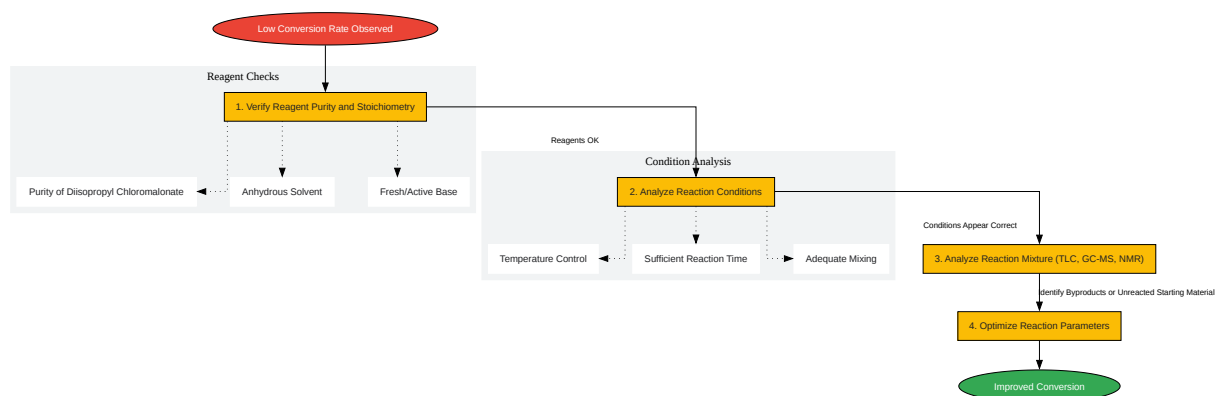 Low Conversion Rate Observed
Reagent Checks
1. Verify Reagent Purity and Stoichiometry
Reagents OK
Purity of Diisopropyl Chloromalonate
Anhydrous Solvent
Fresh/Active Base
Condition Analysis
2. Analyze Reaction Conditions
Conditions Appear Correct
Temperature Control
Sufficient Reaction Time
Adequate Mixing
3. Analyze Reaction Mixture (TLC, GC-MS, NMR)
Identify Byproducts or Unreacted Starting Material
4. Optimize Reaction Parameters
Improved Conversion